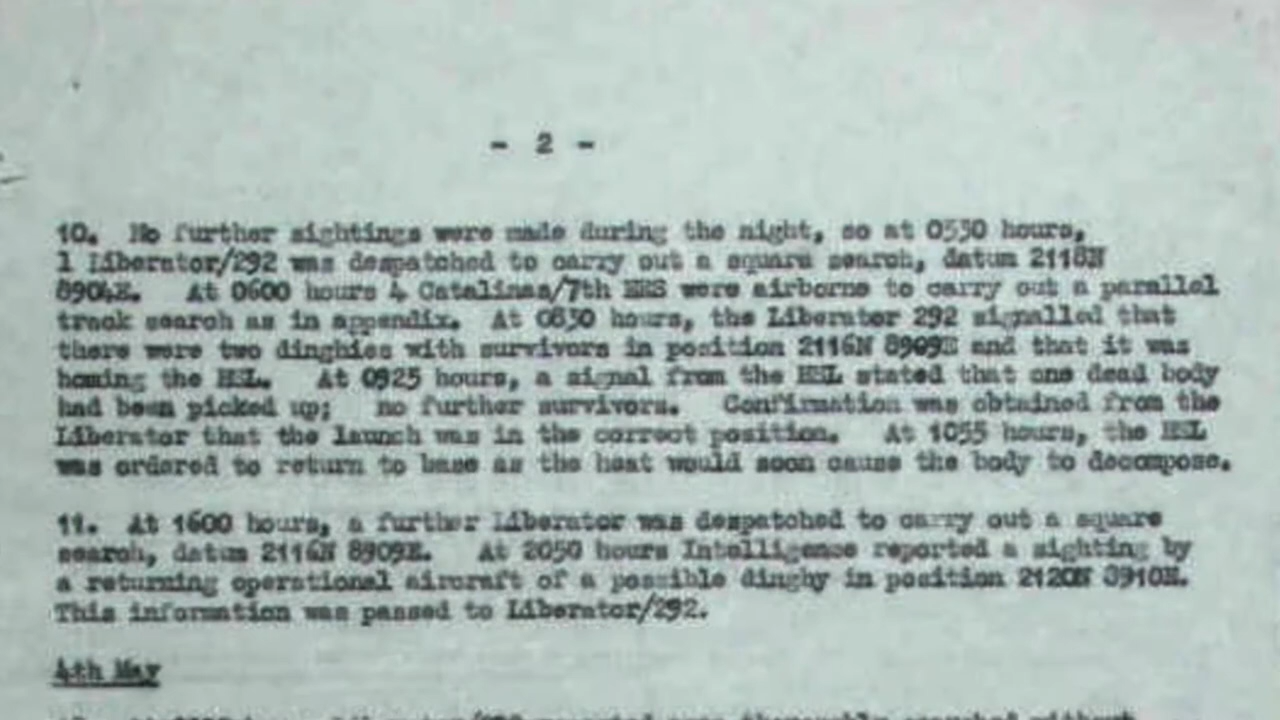 - 2 -
10. No further sightings were made during the night, so at 0530 hours,
1 Liberator/292 was despatched to carry out a square search, datum 2118N
8904E. At 0600 hours 4 Catalinas/7th ERS were airborne to carry out a parallel
track search as in appendix. At 0830 hours, the Liberator 292 signalled that
there were two dinghies with survivors in position 2116N 8909E and that it was
homing the HSL. At 0925 hours, a signal from the HSL stated that one dead body
had been picked up; no further survivors. Confirmation was obtained from the
Liberator that the launch was in the correct position. At 1055 hours, the HSL
was ordered to return to base as the heat would soon cause the body to decompose.
11. At 1600 hours, a further Liberator was despatched to carry out a square
search, datum 2116N 8909E. At 2050 hours Intelligence reported a sighting by
a returning operational aircraft of a possible dinghy in position 2120N 8910E.
This information was passed to Liberator/292.
4th May